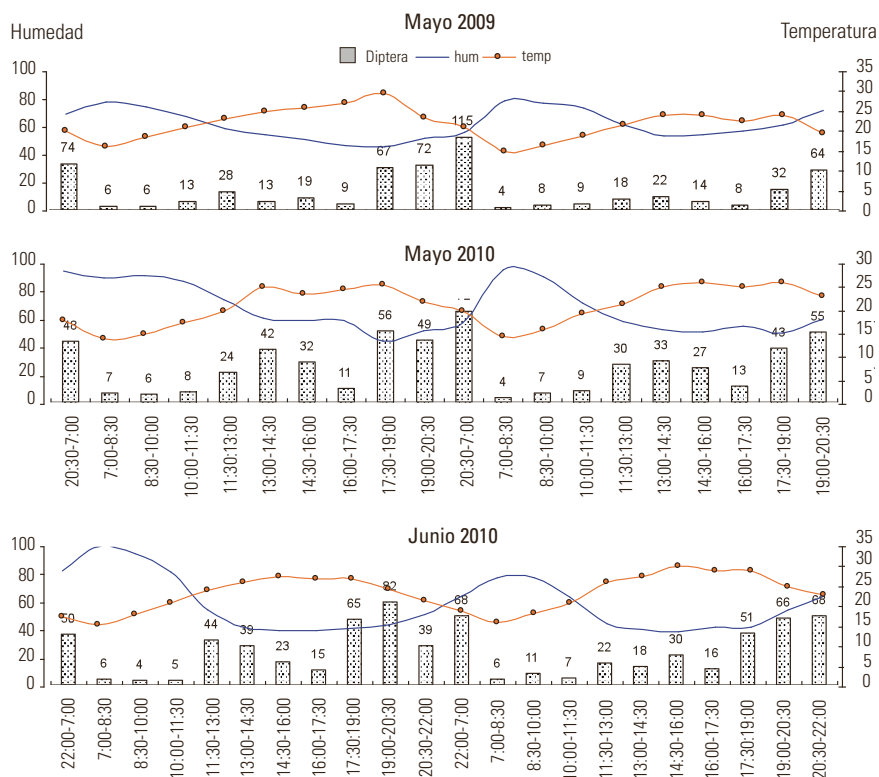 Mayo 2009
Humedad
Temperatura
Diptera hum temp
100 80 60 40 20 0
35 30 25 20 15 10 5 0
74 6 6 13 28 13 19 9 67 72 115 4 8 9 18 22 14 8 32 64
Mayo 2010
100 80 60 40 20 0
30 25 20 15 10 5 0
48 7 6 8 24 42 32 11 56 49 4 7 9 30 33 27 13 43 55
20:30-7:00 7:00-8:30 8:30-10:00 10:00-11:30 11:30:13:00 13:00-14:30 14:30-16:00 16:00-17:30 17:30-19:00 19:00-20:30 20:30-7:00 7:00-8:30 8:30-10:00 10:00-11:30 11:30-13:00 13:00-14:30 14:30-16:00 16:00-17:30 17:30-19:00 19:00-20:30
Junio 2010
100 80 60 40 20 0
35 30 25 20 15 10 5 0
50 6 4 5 44 39 23 15 65 82 39 68 6 11 7 22 18 30 16 51 66 68
22:00-7:00 7:00-8:30 8:30-10:00 10:00-11:30 11:30-13:00 13:00-14:30 14:30-16:00 16:00-17:30 17:30:19:00 19:00-20:30 20:30-22:00 22:00-7:00 7:00-8:30 8:30-10:00 10:00-11:30 11:30-13:00 13:00-14:30 14:30-16:00 16:00-17:30 17:30:19:00 19:00-20:30 20:30-22:00